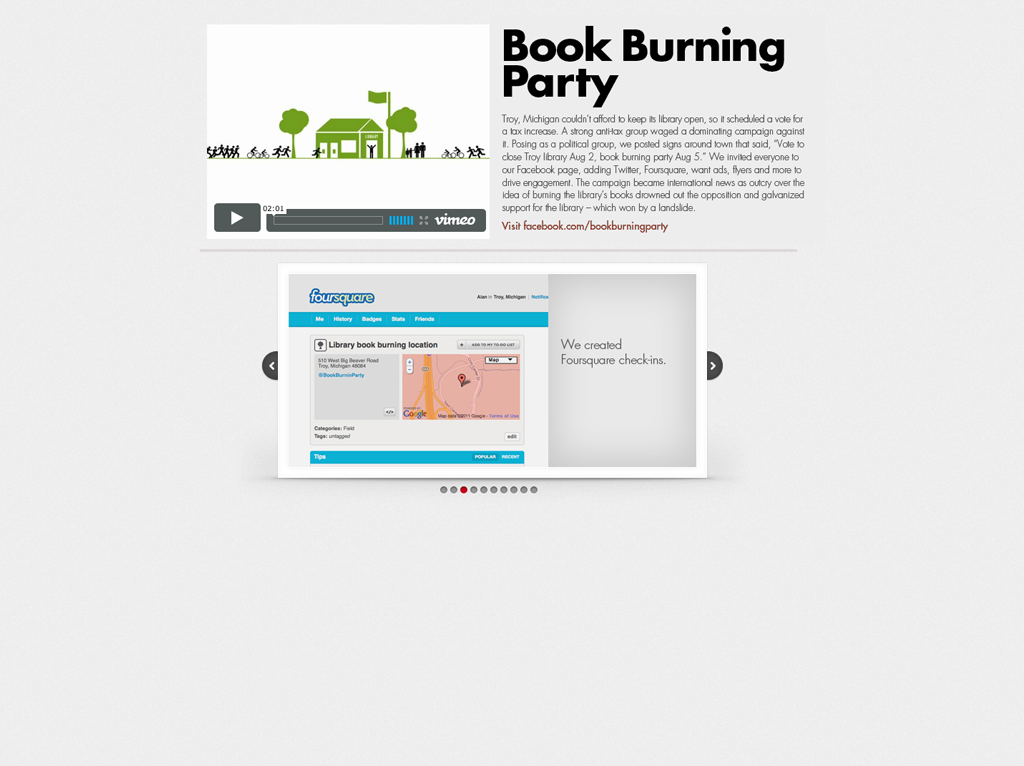 Book Burning
Party
Troy, Michigan couldn't afford to keep its library open, so it scheduled a vote for
a tax increase. A strong anti-tax group waged a dominating campaign against
it. Posing as a political group, we posted signs around town that said, "Vote to
close Troy library Aug 2, book burning party Aug 5." We invited everyone to
our Facebook page, adding Twitter, Foursquare, want ads, flyers and more to
drive engagement. The campaign became international news as outcry over the
idea of burning the library's books drowned out the opposition and galvanized
support for the library – which won by a landslide.
Visit facebook.com/bookburningparty
LIBRARY
02:01
vimeo
foursquare
Alan in Troy, Michigan | Notifica
Me History Badges Stats Friends
Library book burning location
+ ADD TO MY TO-DO LIST
510 West Big Beaver Road
Troy, Michigan 48084
@BookBurninParty
</>
Map
+
−
POWERED BY
Google
Map data ©2011 Google - Terms of Use
Categories: Field
Tags: untagged
edit
Tips
POPULAR RECENT
We created
Foursquare check-ins.